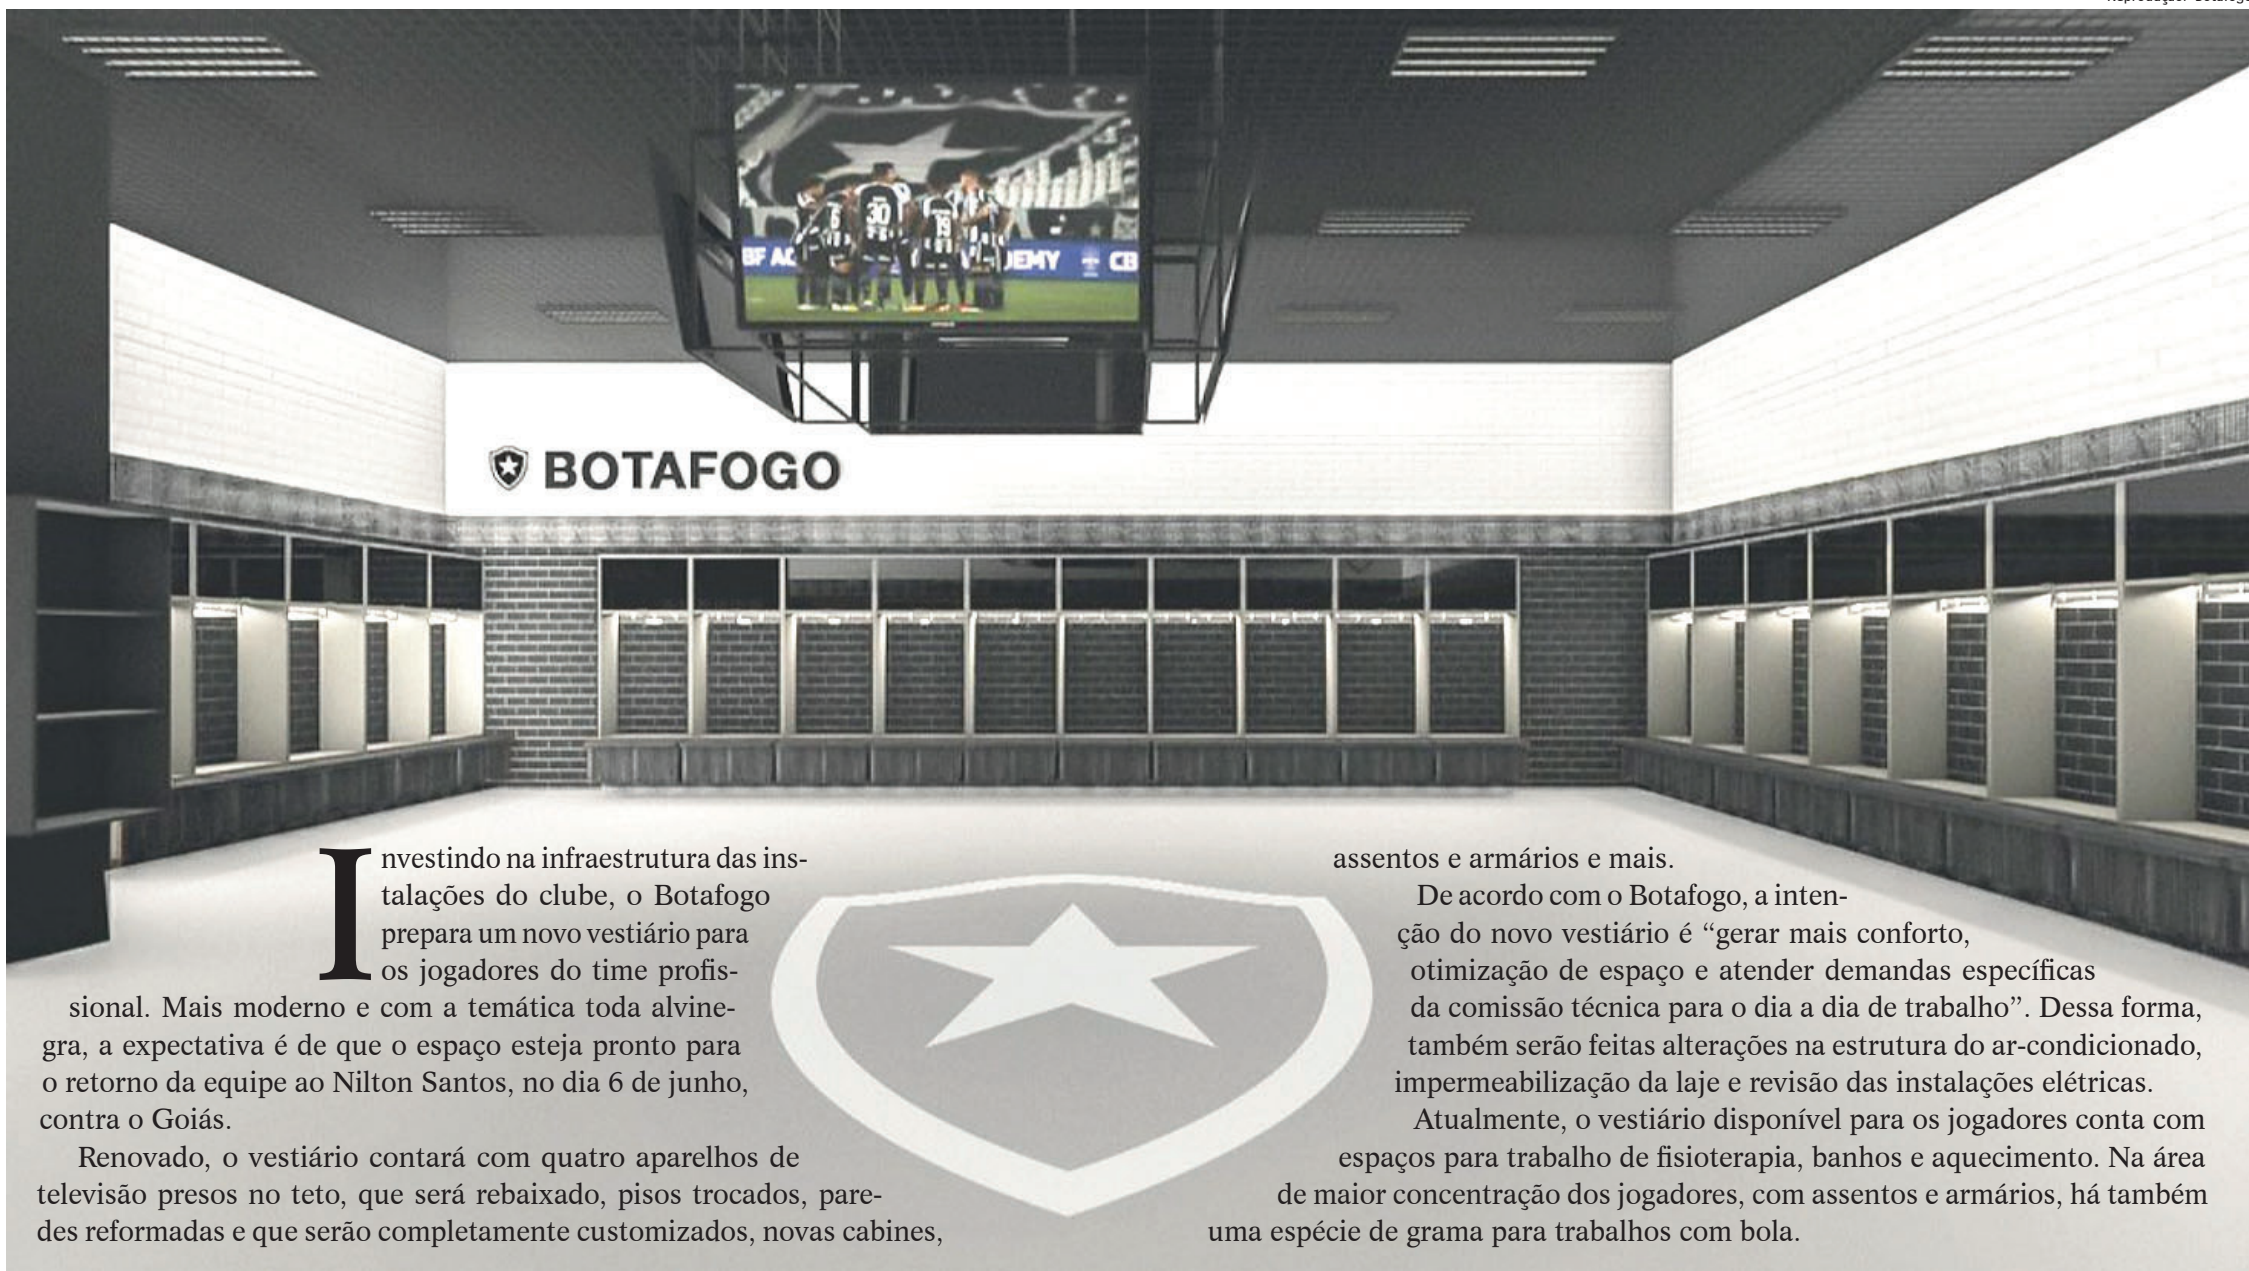 BOTAFOGO
30
19
BF AC
DEMY
CB
Investindo na infraestrutura das ins-
talações do clube, o Botafogo
prepara um novo vestiário para
os jogadores do time profis-
sional. Mais moderno e com a temática toda alvine-
gra, a expectativa é de que o espaço esteja pronto para
o retorno da equipe ao Nilton Santos, no dia 6 de junho,
contra o Goiás.
Renovado, o vestiário contará com quatro aparelhos de
televisão presos no teto, que será rebaixado, pisos trocados, pare-
des reformadas e que serão completamente customizados, novas cabines,
assentos e armários e mais.
De acordo com o Botafogo, a inten-
ção do novo vestiário é “gerar mais conforto,
otimização de espaço e atender demandas específicas
da comissão técnica para o dia a dia de trabalho”. Dessa forma,
também serão feitas alterações na estrutura do ar-condicionado,
impermeabilização da laje e revisão das instalações elétricas.
Atualmente, o vestiário disponível para os jogadores conta com
espaços para trabalho de fisioterapia, banhos e aquecimento. Na área
de maior concentração dos jogadores, com assentos e armários, há também
uma espécie de grama para trabalhos com bola.